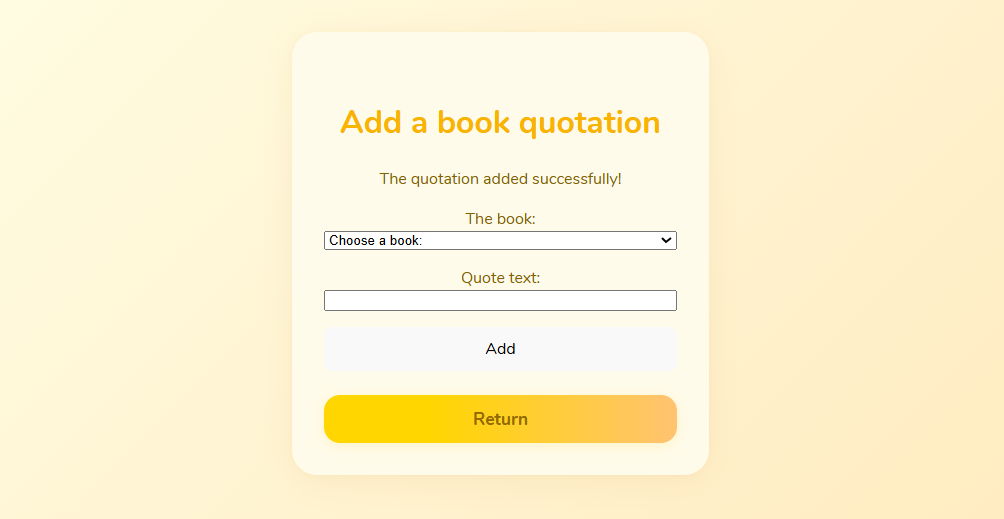 Add a book quotation
The quotation added successfully!
The book:
Choose a book:
Quote text:
Add
Return